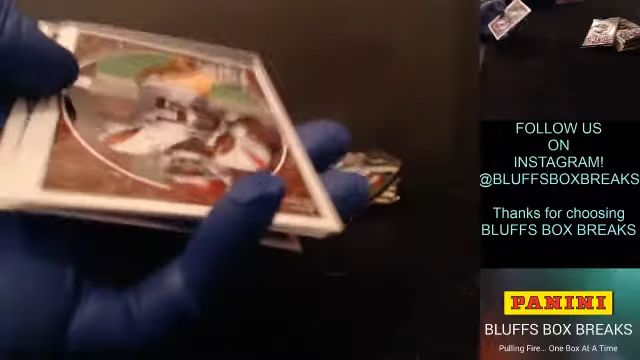 FOLLOW US
ON
INSTAGRAM!
@BLUFFSBOXBREAKS
Thanks for choosing
BLUFFS BOX BREAKS
PANINI
BLUFFS BOX BREAKS
Pulling Fire... One Box At A Time